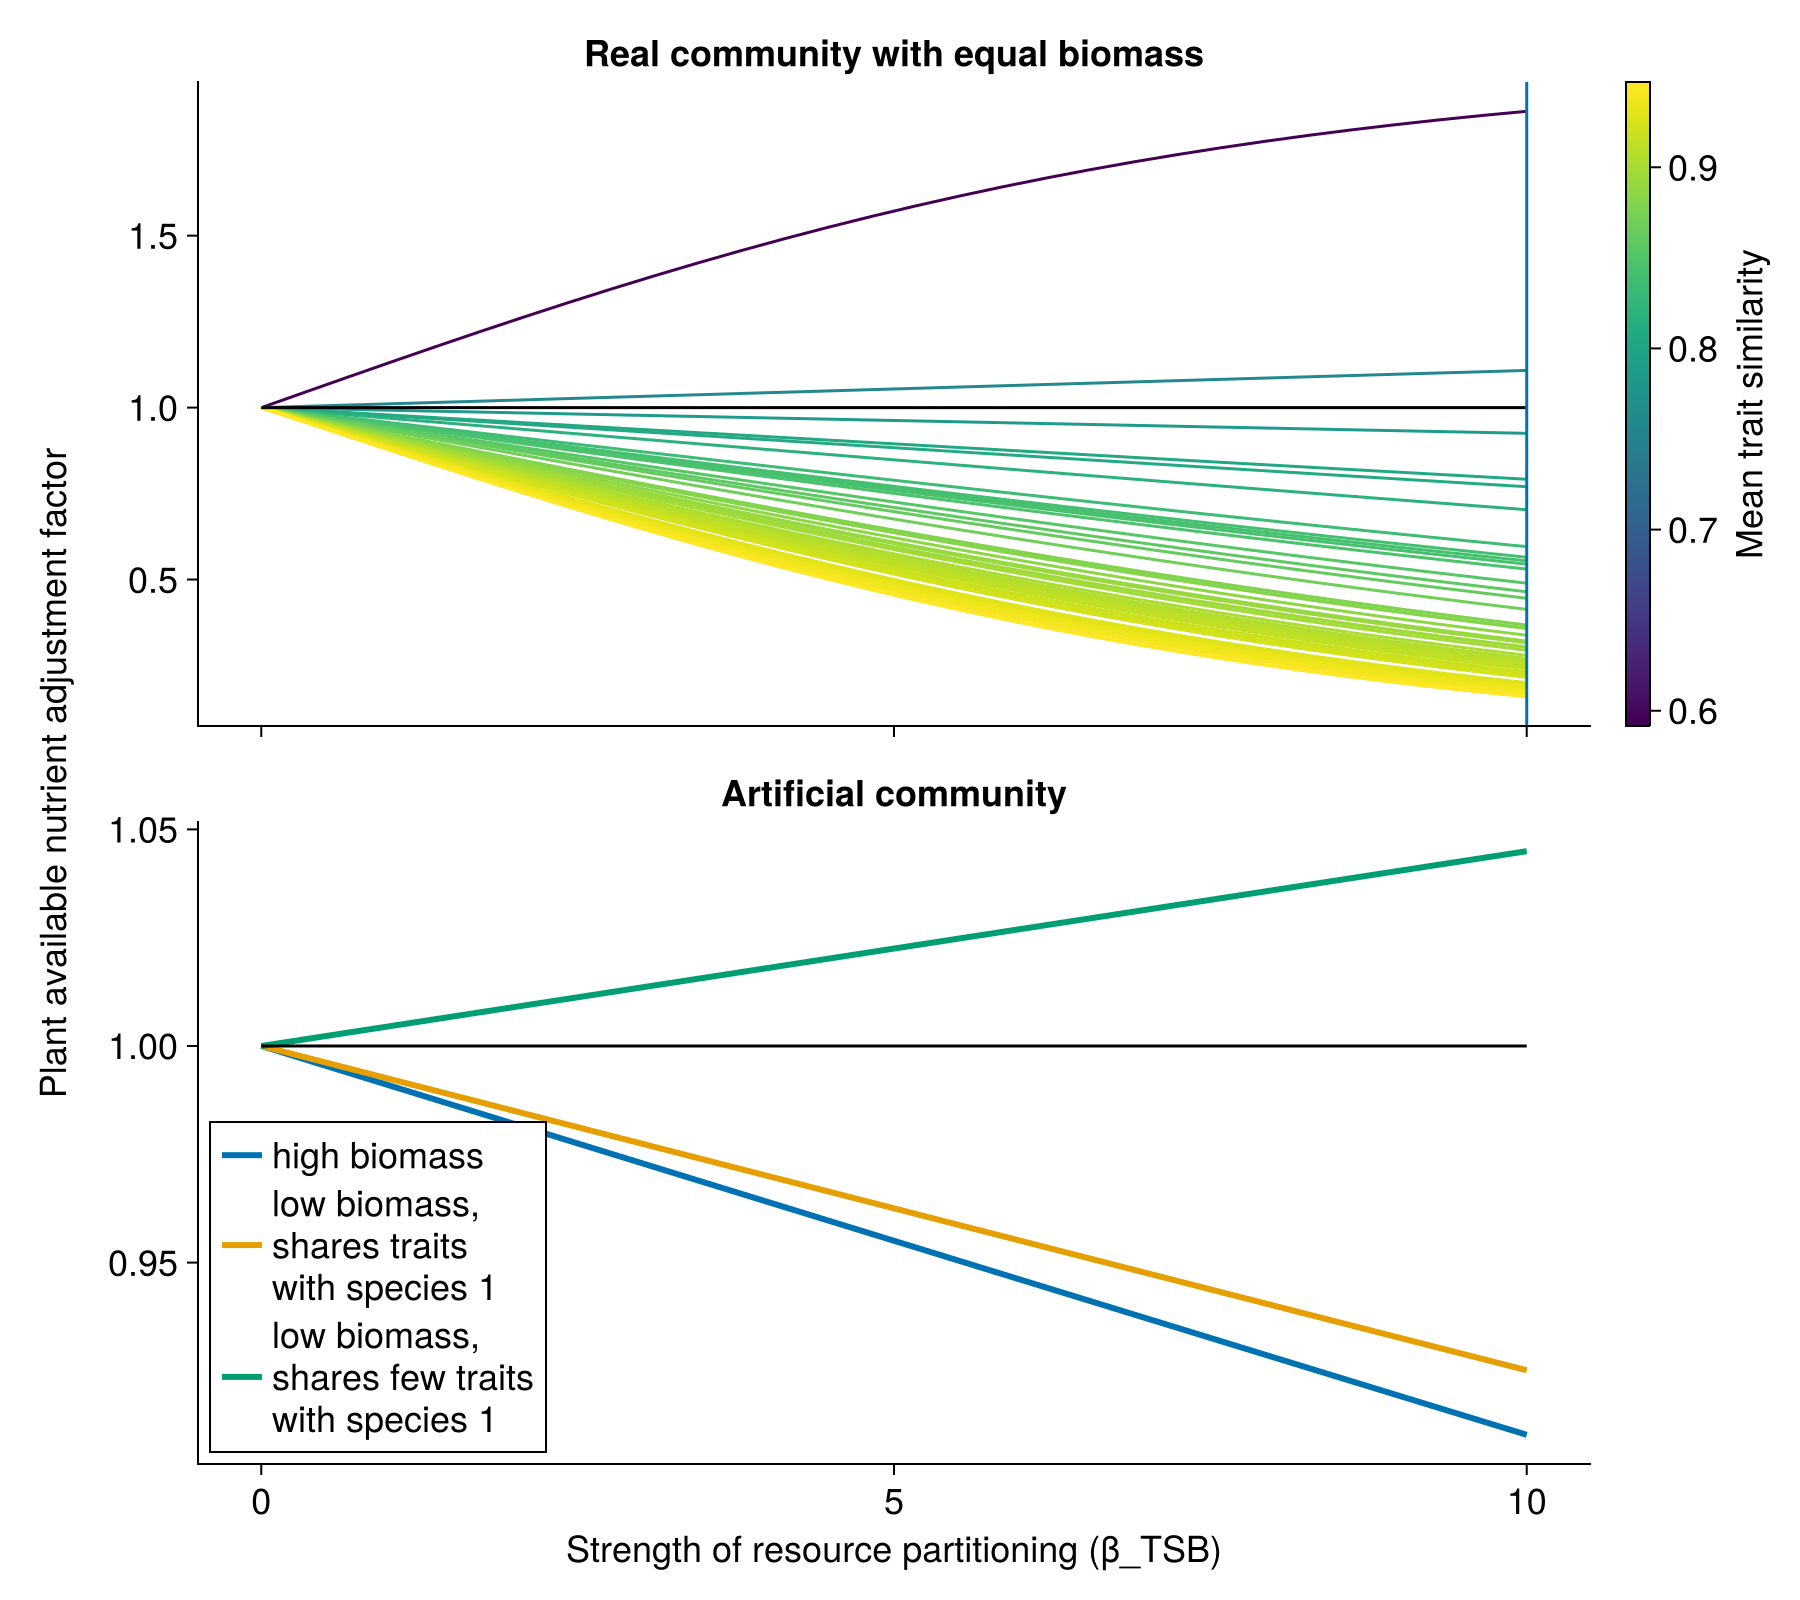 Real community with equal biomass
1.5
1.0
0.5
0.9
0.8
0.7
0.6
Mean trait similarity
Plant available nutrient adjustment factor
Artificial community
1.05
1.00
0.95
high biomass
low biomass,
shares traits
with species 1
low biomass,
shares few traits
with species 1
0
5
10
Strength of resource partitioning (β_TSB)